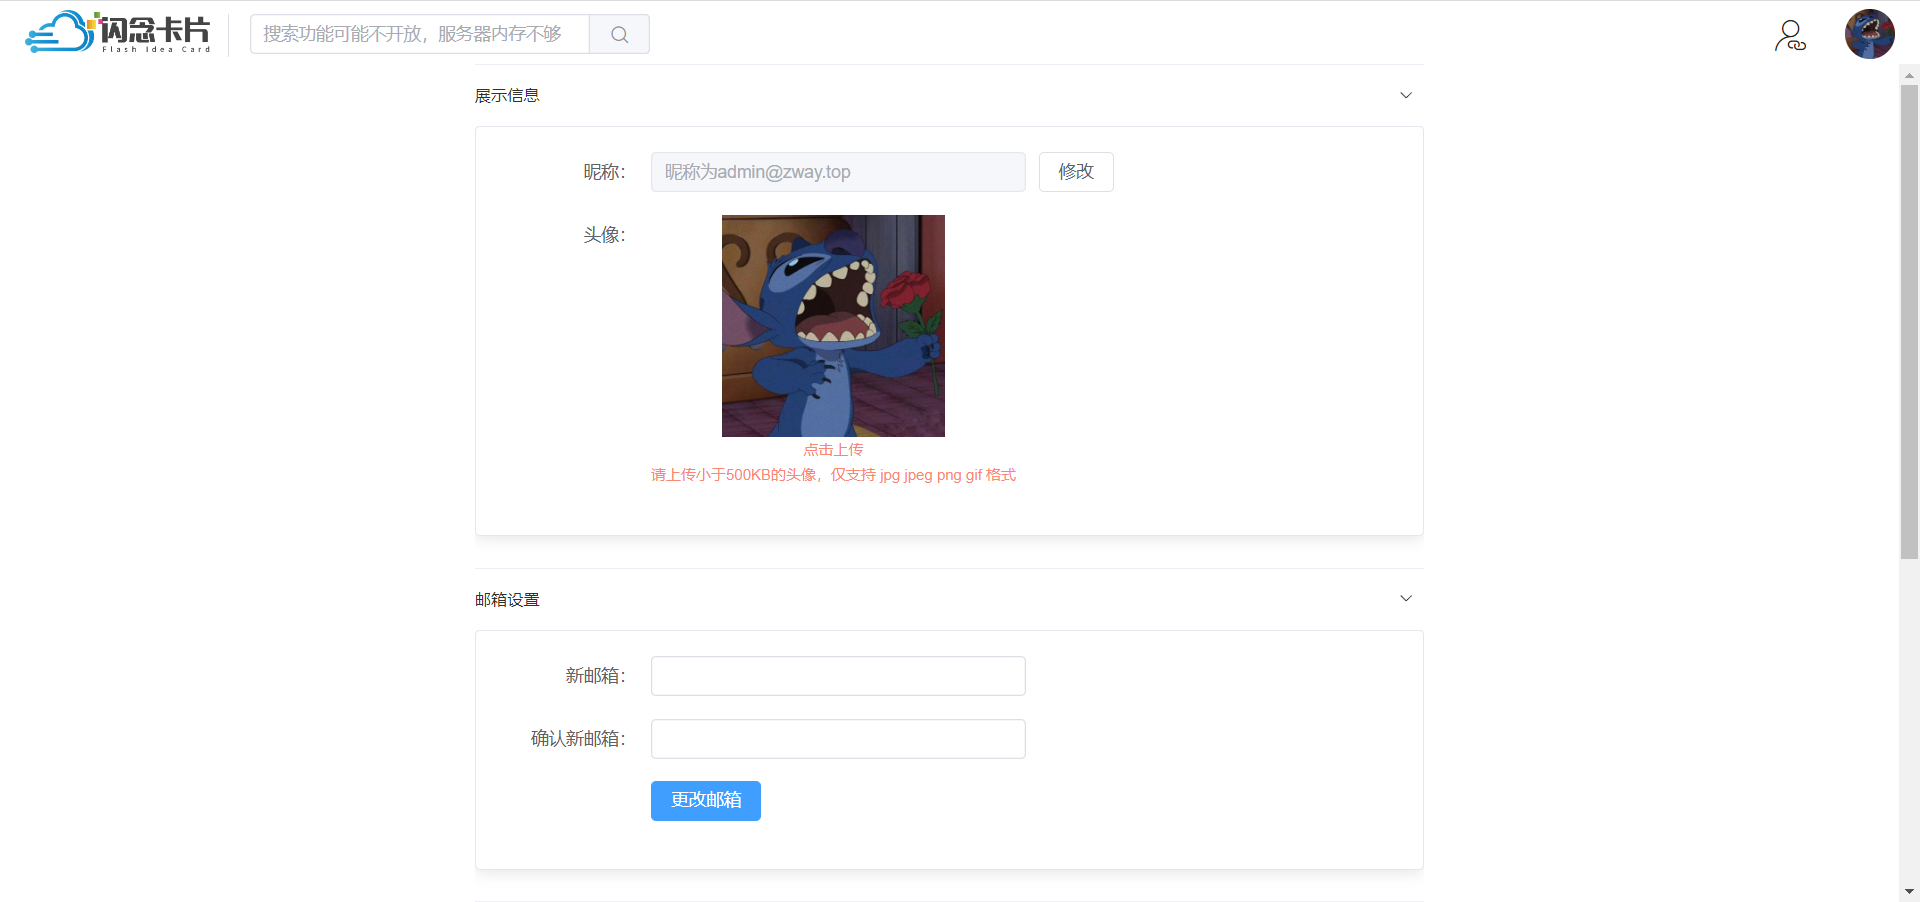 闪念卡片
Flash Idea Card
搜索功能可能不开放，服务器内存不够
展示信息
昵称：
昵称为admin@zway.top
修改
头像：
点击上传
请上传小于500KB的头像，仅支持 jpg jpeg png gif 格式
邮箱设置
新邮箱：
确认新邮箱：
更改邮箱